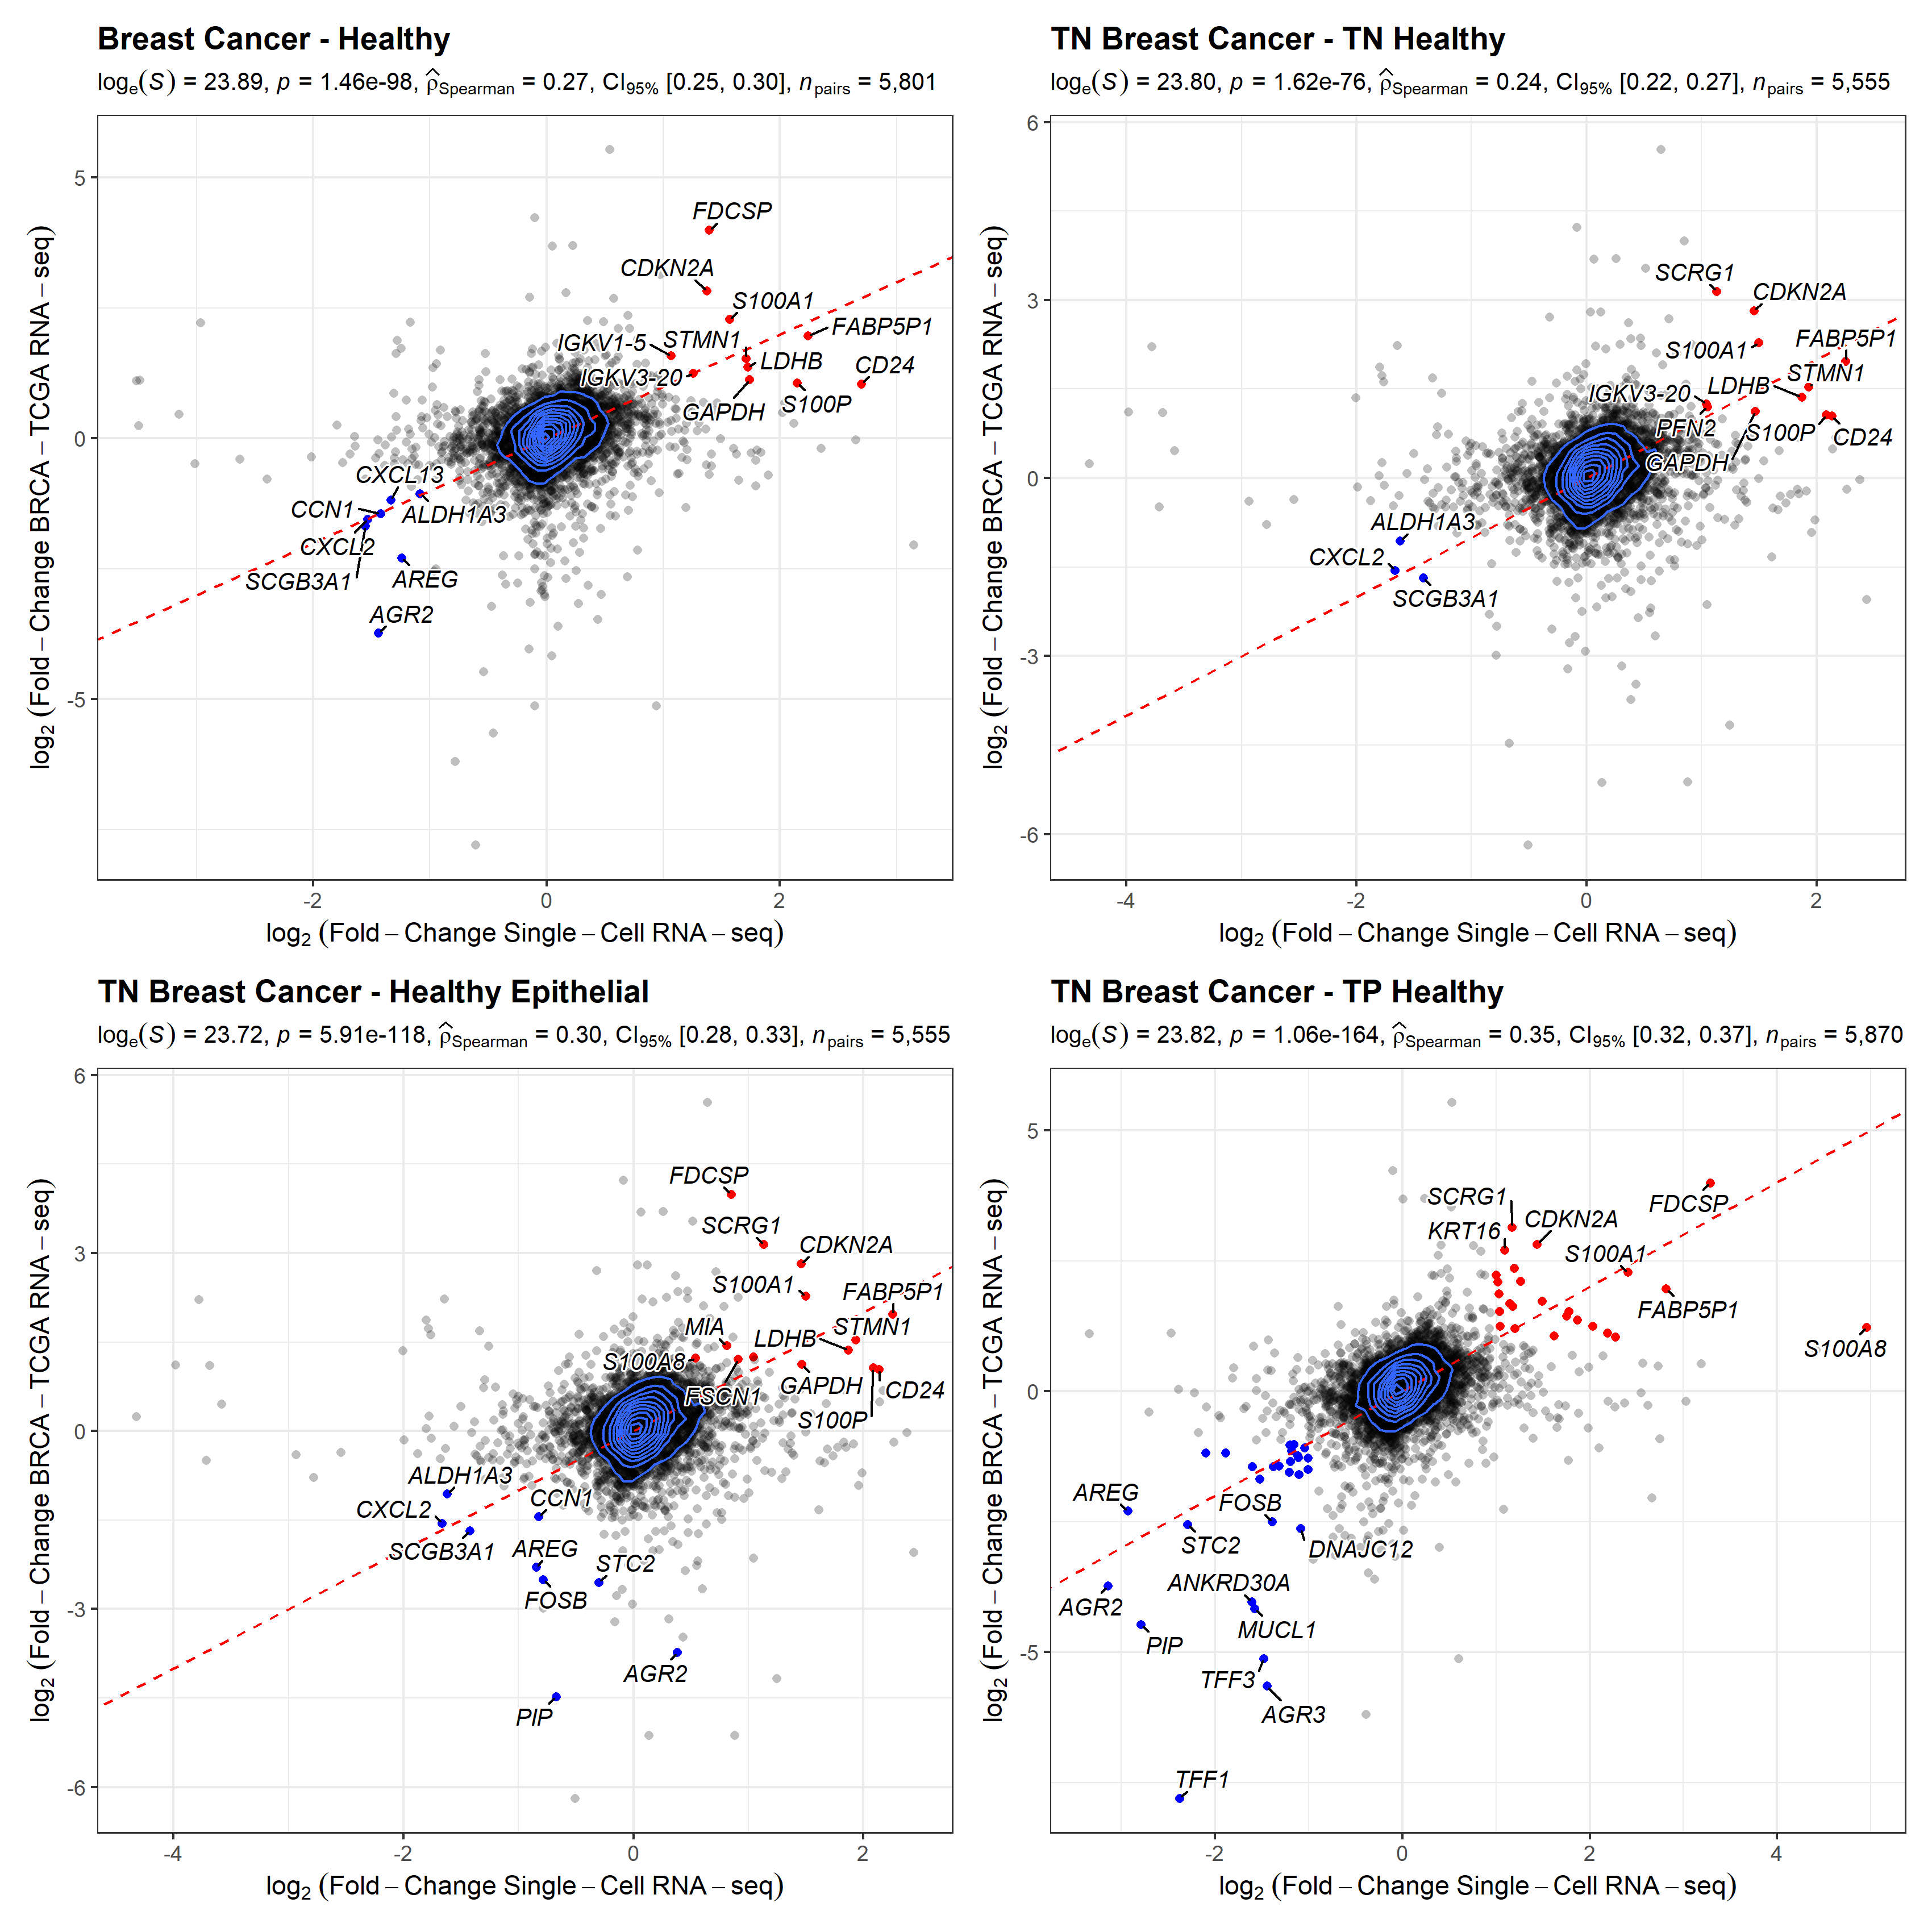 Breast Cancer - Healthy
logₑ(S) = 23.89, p = 1.46e-98, ρ̂Spearman = 0.27, CI95% [0.25, 0.30], npairs = 5,801
log₂ (Fold – Change BRCA – TCGA RNA – seq)
5
0
-5
FDCSP
CDKN2A
S100A1
FABP5P1
IGKV1-5
STMN1
LDHB
CD24
IGKV3-20
GAPDH
S100P
CXCL13
CCN1
ALDH1A3
CXCL2
SCGB3A1
AREG
AGR2
-2
0
2
log₂ (Fold – Change Single – Cell RNA – seq)
TN Breast Cancer - TN Healthy
logₑ(S) = 23.80, p = 1.62e-76, ρ̂Spearman = 0.24, CI95% [0.22, 0.27], npairs = 5,555
log₂ (Fold – Change BRCA – TCGA RNA – seq)
6
3
0
-3
-6
SCRG1
CDKN2A
S100A1
FABP5P1
STMN1
LDHB
IGKV3-20
PFN2
S100P
CD24
GAPDH
ALDH1A3
CXCL2
SCGB3A1
-4
-2
0
2
log₂ (Fold – Change Single – Cell RNA – seq)
TN Breast Cancer - Healthy Epithelial
logₑ(S) = 23.72, p = 5.91e-118, ρ̂Spearman = 0.30, CI95% [0.28, 0.33], npairs = 5,555
log₂ (Fold – Change BRCA – TCGA RNA – seq)
6
3
0
-3
-6
FDCSP
SCRG1
CDKN2A
S100A1
FABP5P1
MIA
LDHB
STMN1
S100A8
FSCN1
GAPDH
CD24
S100P
ALDH1A3
CXCL2
CCN1
SCGB3A1
AREG
STC2
FOSB
AGR2
PIP
-4
-2
0
2
log₂ (Fold – Change Single – Cell RNA – seq)
TN Breast Cancer - TP Healthy
logₑ(S) = 23.82, p = 1.06e-164, ρ̂Spearman = 0.35, CI95% [0.32, 0.37], npairs = 5,870
log₂ (Fold – Change BRCA – TCGA RNA – seq)
5
0
-5
SCRG1
FDCSP
KRT16
CDKN2A
S100A1
FABP5P1
S100A8
AREG
FOSB
STC2
DNAJC12
ANKRD30A
AGR2
MUCL1
PIP
TFF3
AGR3
TFF1
-2
0
2
4
log₂ (Fold – Change Single – Cell RNA – seq)